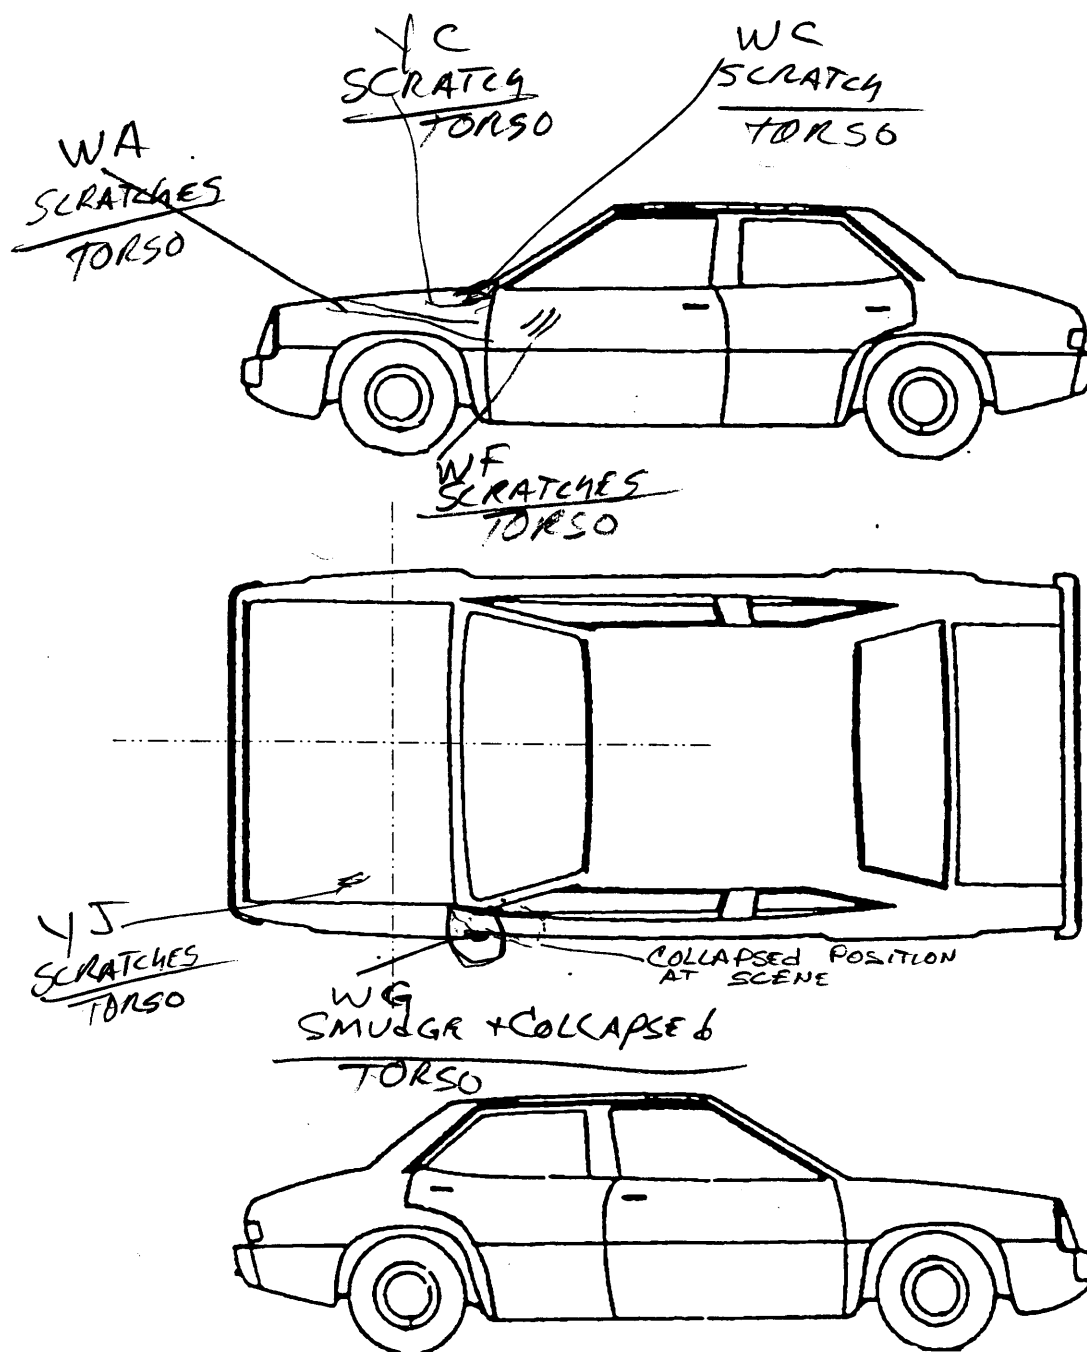 YC
SCRATCH
TORSO
WC
SCRATCH
TORSO
WA
SCRATCHES
TORSO
WF
SCRATCHES
TORSO
YJ
SCRATCHES
TORSO
COLLAPSEd POSITION
AT SCENE
WG
SMUdGE + COLLAPSEd
TORSO